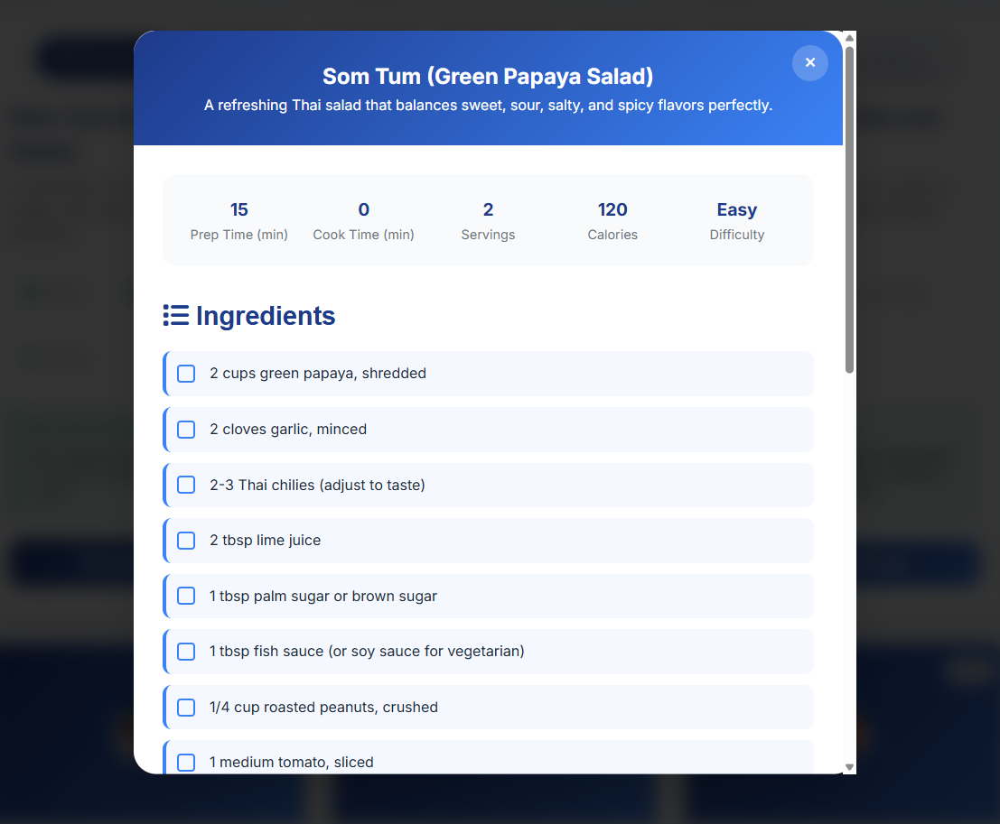 Som Tum (Green Papaya Salad)
A refreshing Thai salad that balances sweet, sour, salty, and spicy flavors perfectly.
15
Prep Time (min)
0
Cook Time (min)
2
Servings
120
Calories
Easy
Difficulty
Ingredients
2 cups green papaya, shredded
2 cloves garlic, minced
2-3 Thai chilies (adjust to taste)
2 tbsp lime juice
1 tbsp palm sugar or brown sugar
1 tbsp fish sauce (or soy sauce for vegetarian)
1/4 cup roasted peanuts, crushed
1 medium tomato, sliced